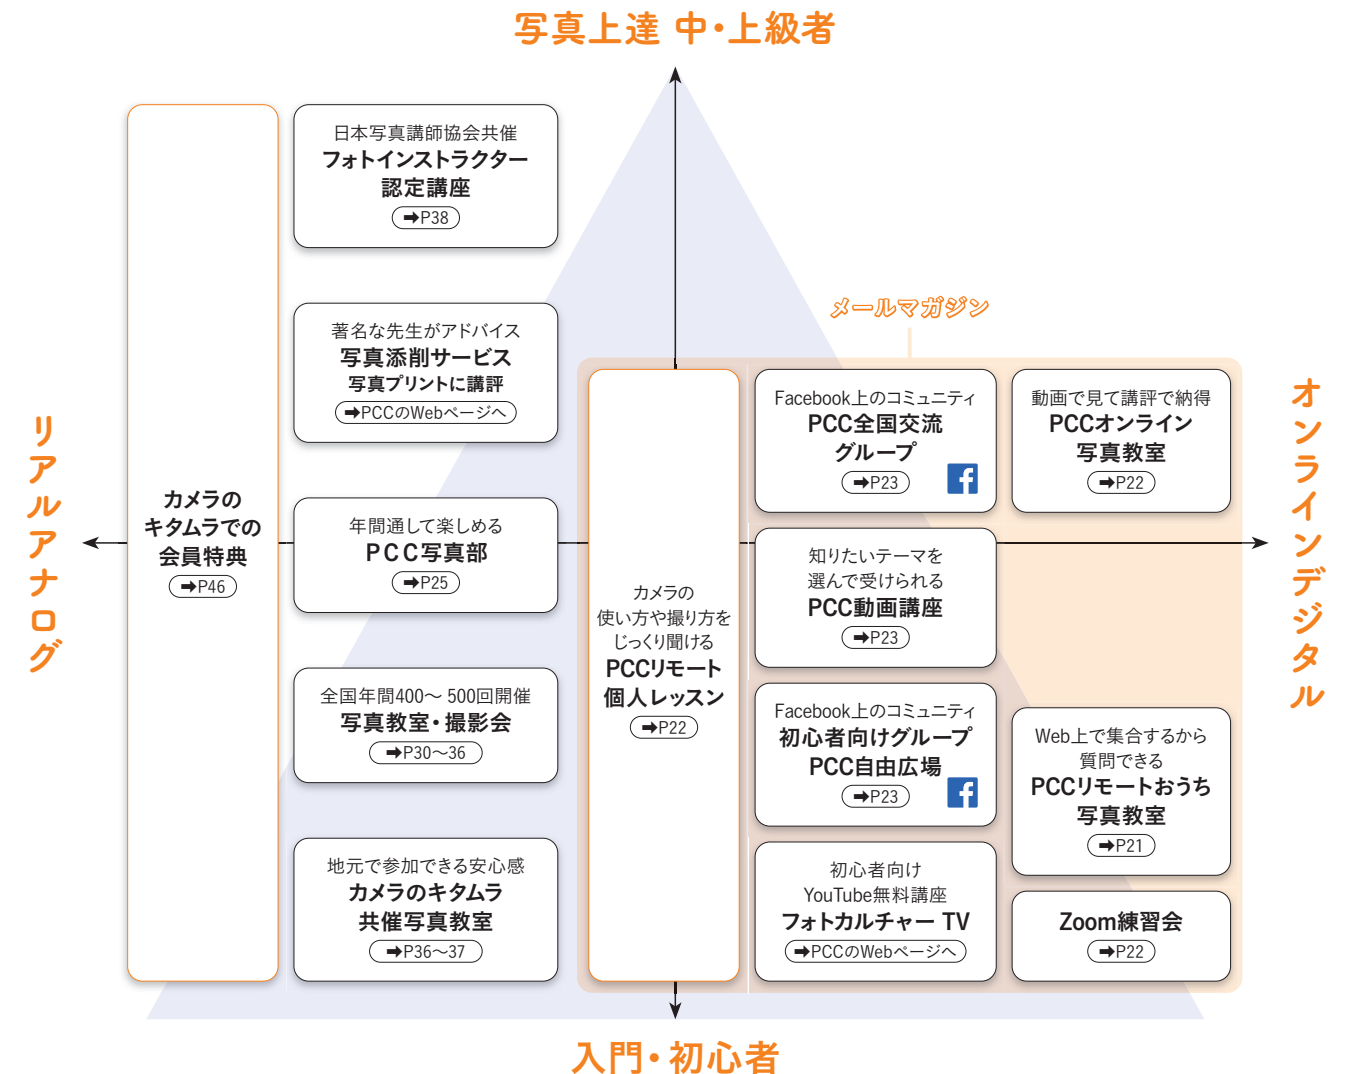 写真上達 中・上級者
リアルアナログ
カメラの
キタムラでの
会員特典
➡P46
日本写真講師協会共催
フォトインストラクター
認定講座
➡P38
著名な先生がアドバイス
写真添削サービス
写真プリントに講評
➡PCCのWebページへ
年間通して楽しめる
PCC写真部
➡P25
全国年間400〜500回開催
写真教室・撮影会
➡P30〜36
地元で参加できる安心感
カメラのキタムラ
共催写真教室
➡P36〜37
メールマガジン
カメラの
使い方や撮り方を
じっくり聞ける
PCCリモート
個人レッスン
➡P22
Facebook上のコミュニティ
PCC全国交流
グループ
➡P23
f
動画で見て講評で納得
PCCオンライン
写真教室
➡P22
知りたいテーマを
選んで受けられる
PCC動画講座
➡P23
Facebook上のコミュニティ
初心者向けグループ
PCC自由広場
➡P23
f
Web上で集合するから
質問できる
PCCリモートおうち
写真教室
➡P21
初心者向け
YouTube無料講座
フォトカルチャー TV
➡PCCのWebページへ
Zoom練習会
➡P22
オンラインデジタル
入門・初心者